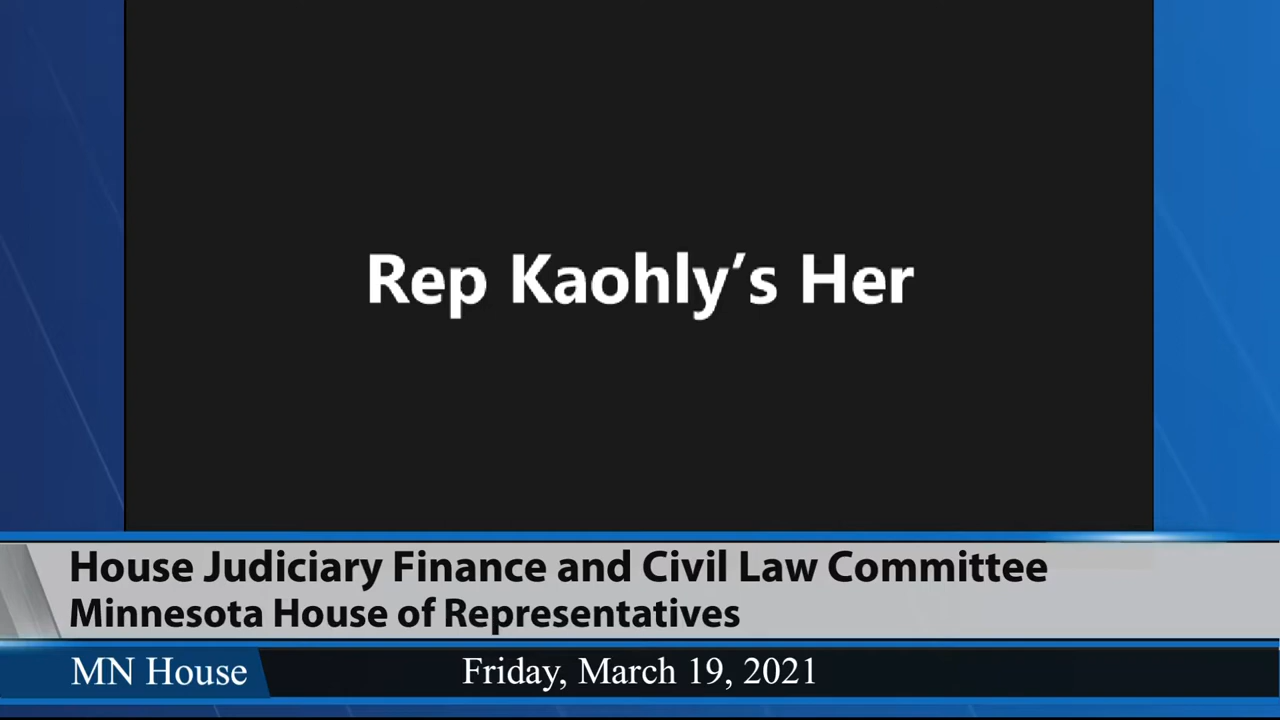 Rep Kaohly’s Her
House Judiciary Finance and Civil Law Committee
Minnesota House of Representatives
MN House
Friday, March 19, 2021